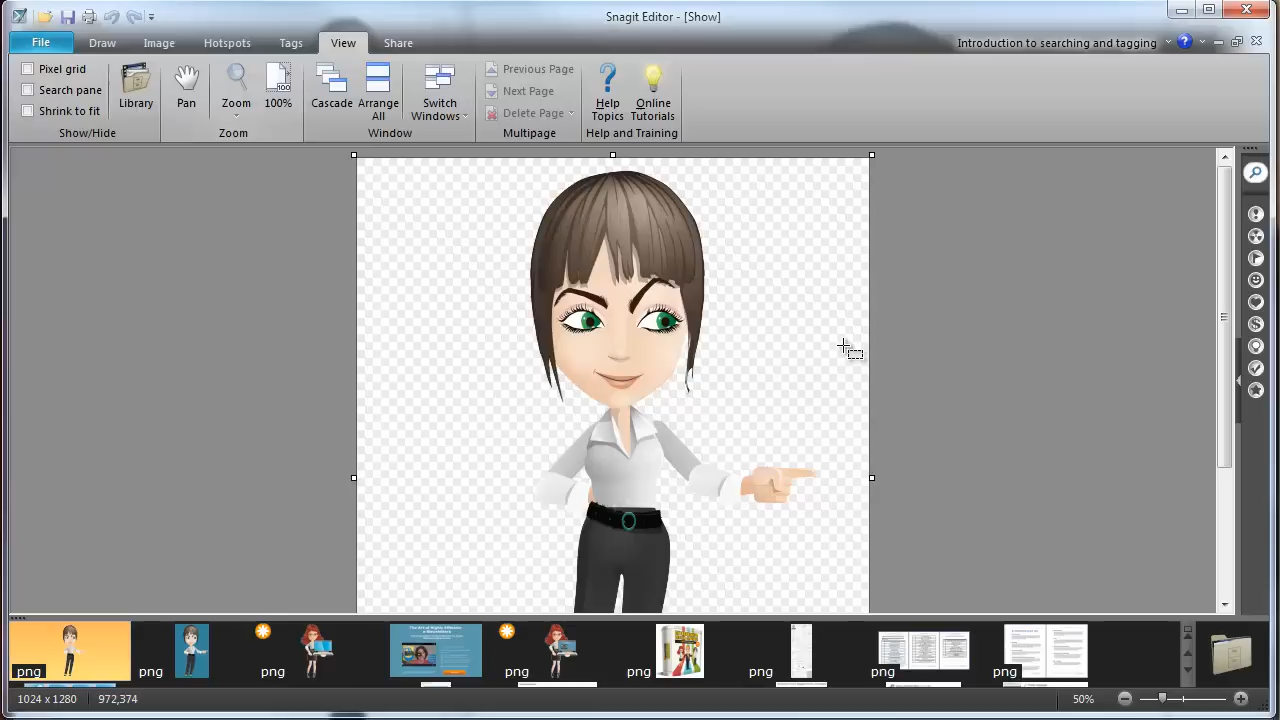 Snagit Editor - [Show]
File Draw Image Hotspots Tags View Share
Introduction to searching and tagging
Pixel grid
Search pane
Shrink to fit
Show/Hide
Library
Pan
Zoom
100
100%
Zoom
Cascade
Arrange All
Switch Windows
Window
Previous Page
Next Page
Delete Page
Multipage
Help Topics
Online Tutorials
Help and Training
png png png png png png png png
1024 x 1280 972,374
50%